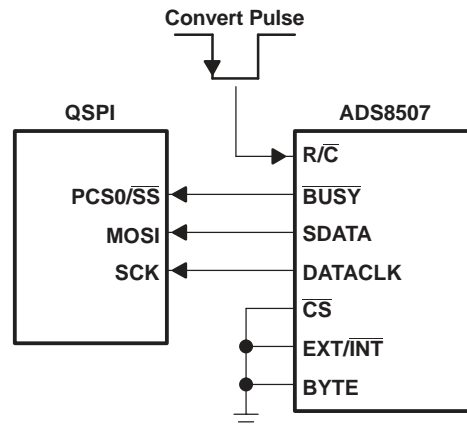 Convert Pulse
QSPI
ADS8507
R/C̅
PCS0/S̅S̅
B̅U̅S̅Y̅
MOSI
SDATA
SCK
DATACLK
C̅S̅
EXT/I̅N̅T̅
BYTE